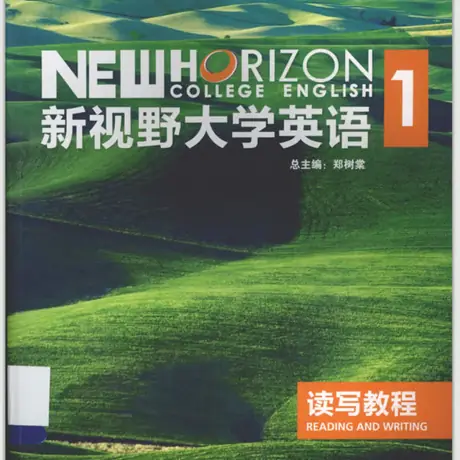 NEW HORIZON
COLLEGE ENGLISH
1
新视野大学英语
总主编：郑树棠
读写教程
READING AND WRITING